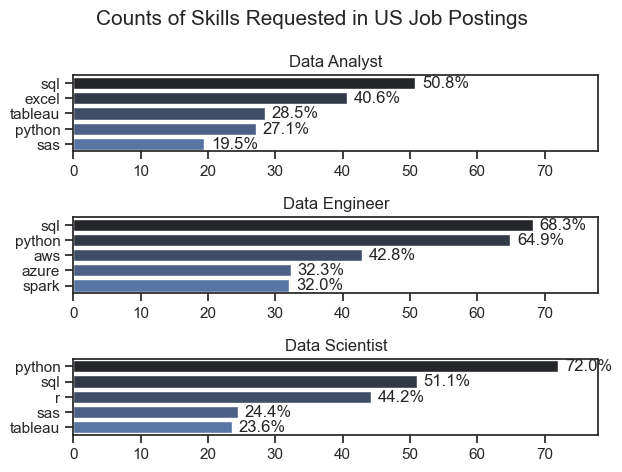 Counts of Skills Requested in US Job Postings
Data Analyst
sql 50.8%
excel 40.6%
tableau 28.5%
python 27.1%
sas 19.5%
0 10 20 30 40 50 60 70
Data Engineer
sql 68.3%
python 64.9%
aws 42.8%
azure 32.3%
spark 32.0%
0 10 20 30 40 50 60 70
Data Scientist
python 72.0%
sql 51.1%
r 44.2%
sas 24.4%
tableau 23.6%
0 10 20 30 40 50 60 70